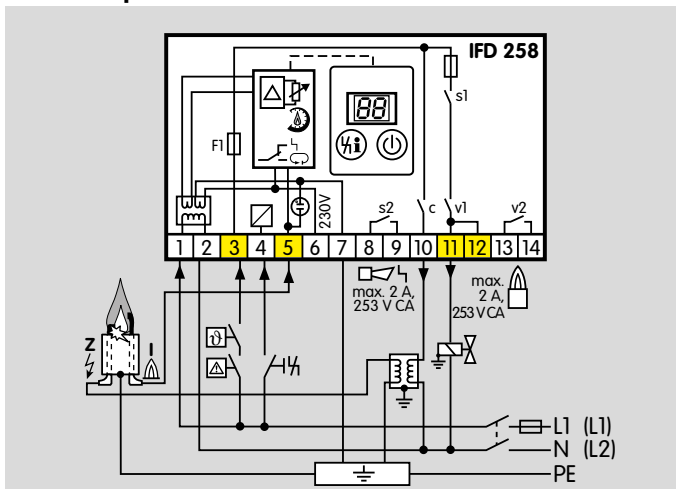 IFD 258
s1
88
F1
i
230V
s2
c
v1
v2
1 2 3 4 5 6 7 8 9 10 11 12 13 14
max. 2 A,
253 V CA
max.
2 A,
253 V CA
ϑ
Z
I
L1 (L1)
N (L2)
PE